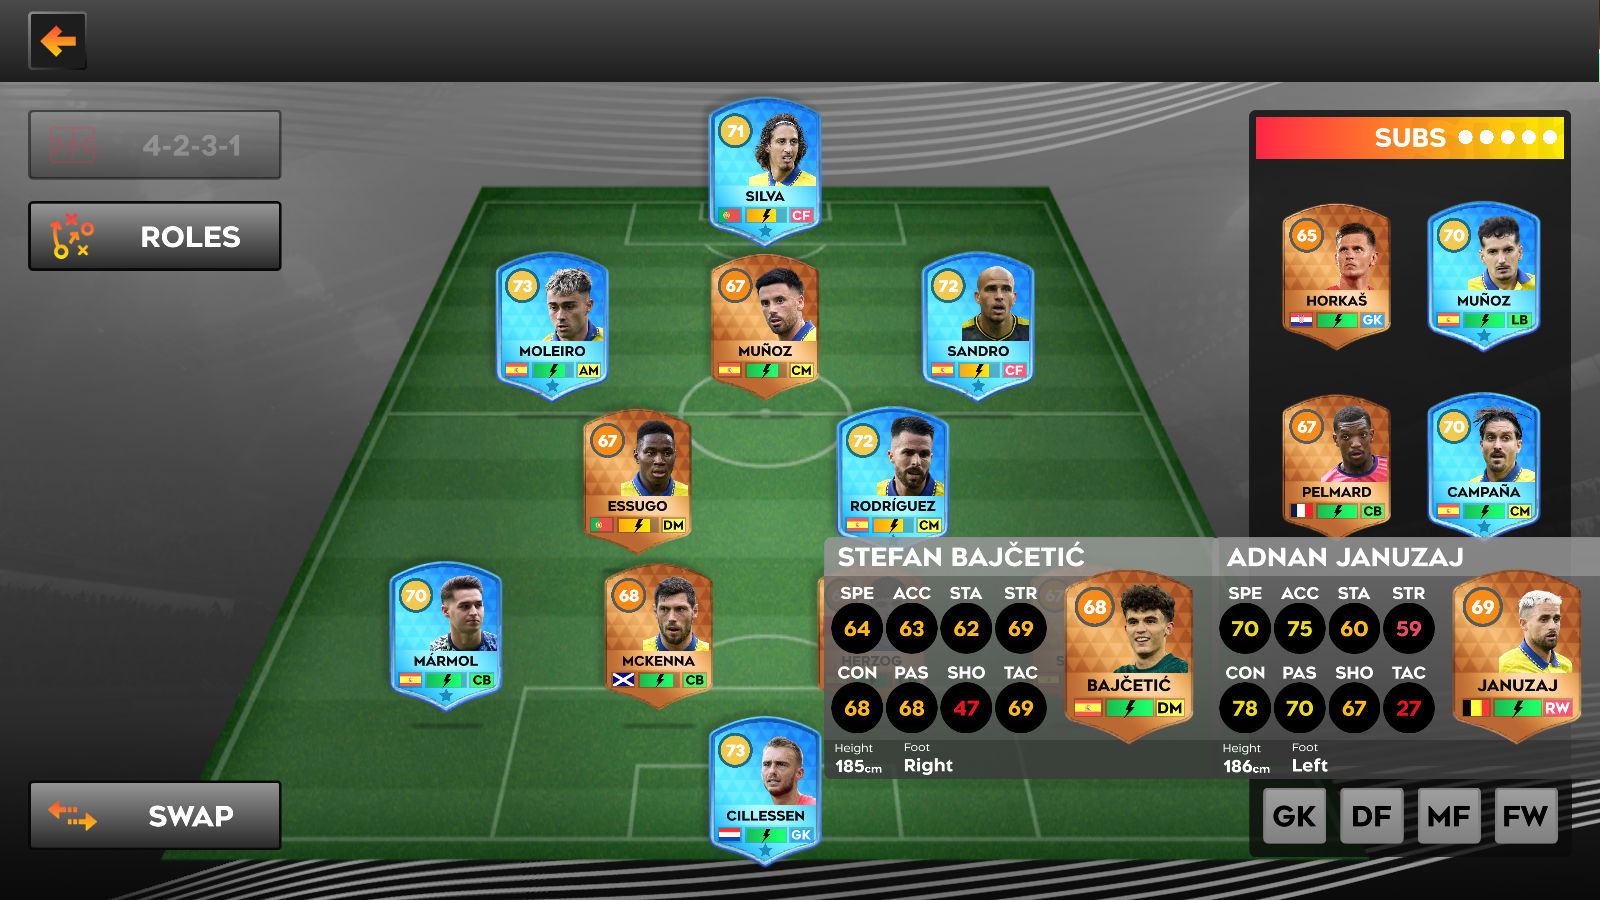 4-2-3-1
ROLES
SWAP
71
SILVA
CF
73
MOLEIRO
AM
67
MUÑOZ
CM
72
SANDRO
CF
67
ESSUGO
DM
72
RODRÍGUEZ
CM
70
MÁRMOL
CB
68
MCKENNA
CB
HERZOG
67
73
CILLESSEN
GK
SUBS
65
HORKAŠ
GK
70
MUÑOZ
LB
67
PELMARD
CB
70
CAMPAÑA
CM
STEFAN BAJČETIĆ
SPE ACC STA STR
64 63 62 69
CON PAS SHO TAC
68 68 47 69
Height Foot
185cm Right
68
BAJČETIĆ
DM
ADNAN JANUZAJ
SPE ACC STA STR
70 75 60 59
CON PAS SHO TAC
78 70 67 27
Height Foot
186cm Left
69
JANUZAJ
RW
GK DF MF FW